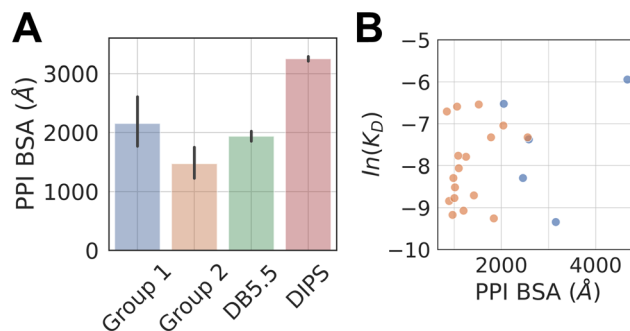 A
PPI BSA (Å)
3000
2000
1000
0
Group 1
Group 2
DB5.5
DIPS
B
ln(K_D)
−5
−6
−7
−8
−9
−10
2000
4000
PPI BSA (Å)